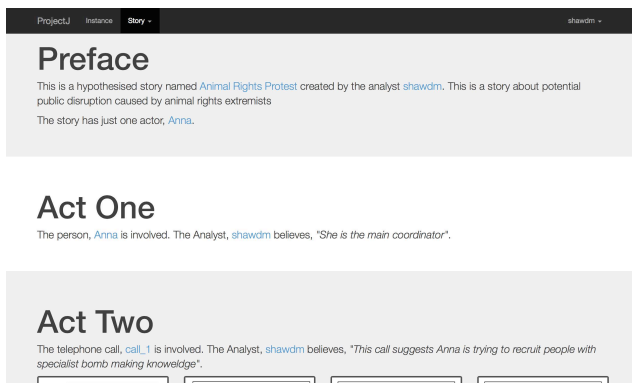 ProjectJ Instance Story shawdm
Preface
This is a hypothesised story named Animal Rights Protest created by the analyst shawdm. This is a story about potential
public disruption caused by animal rights extremists
The story has just one actor, Anna.
Act One
The person, Anna is involved. The Analyst, shawdm believes, "She is the main coordinator".
Act Two
The telephone call, call_1 is involved. The Analyst, shawdm believes, "This call suggests Anna is trying to recruit people with
specialist bomb making knoweldge".